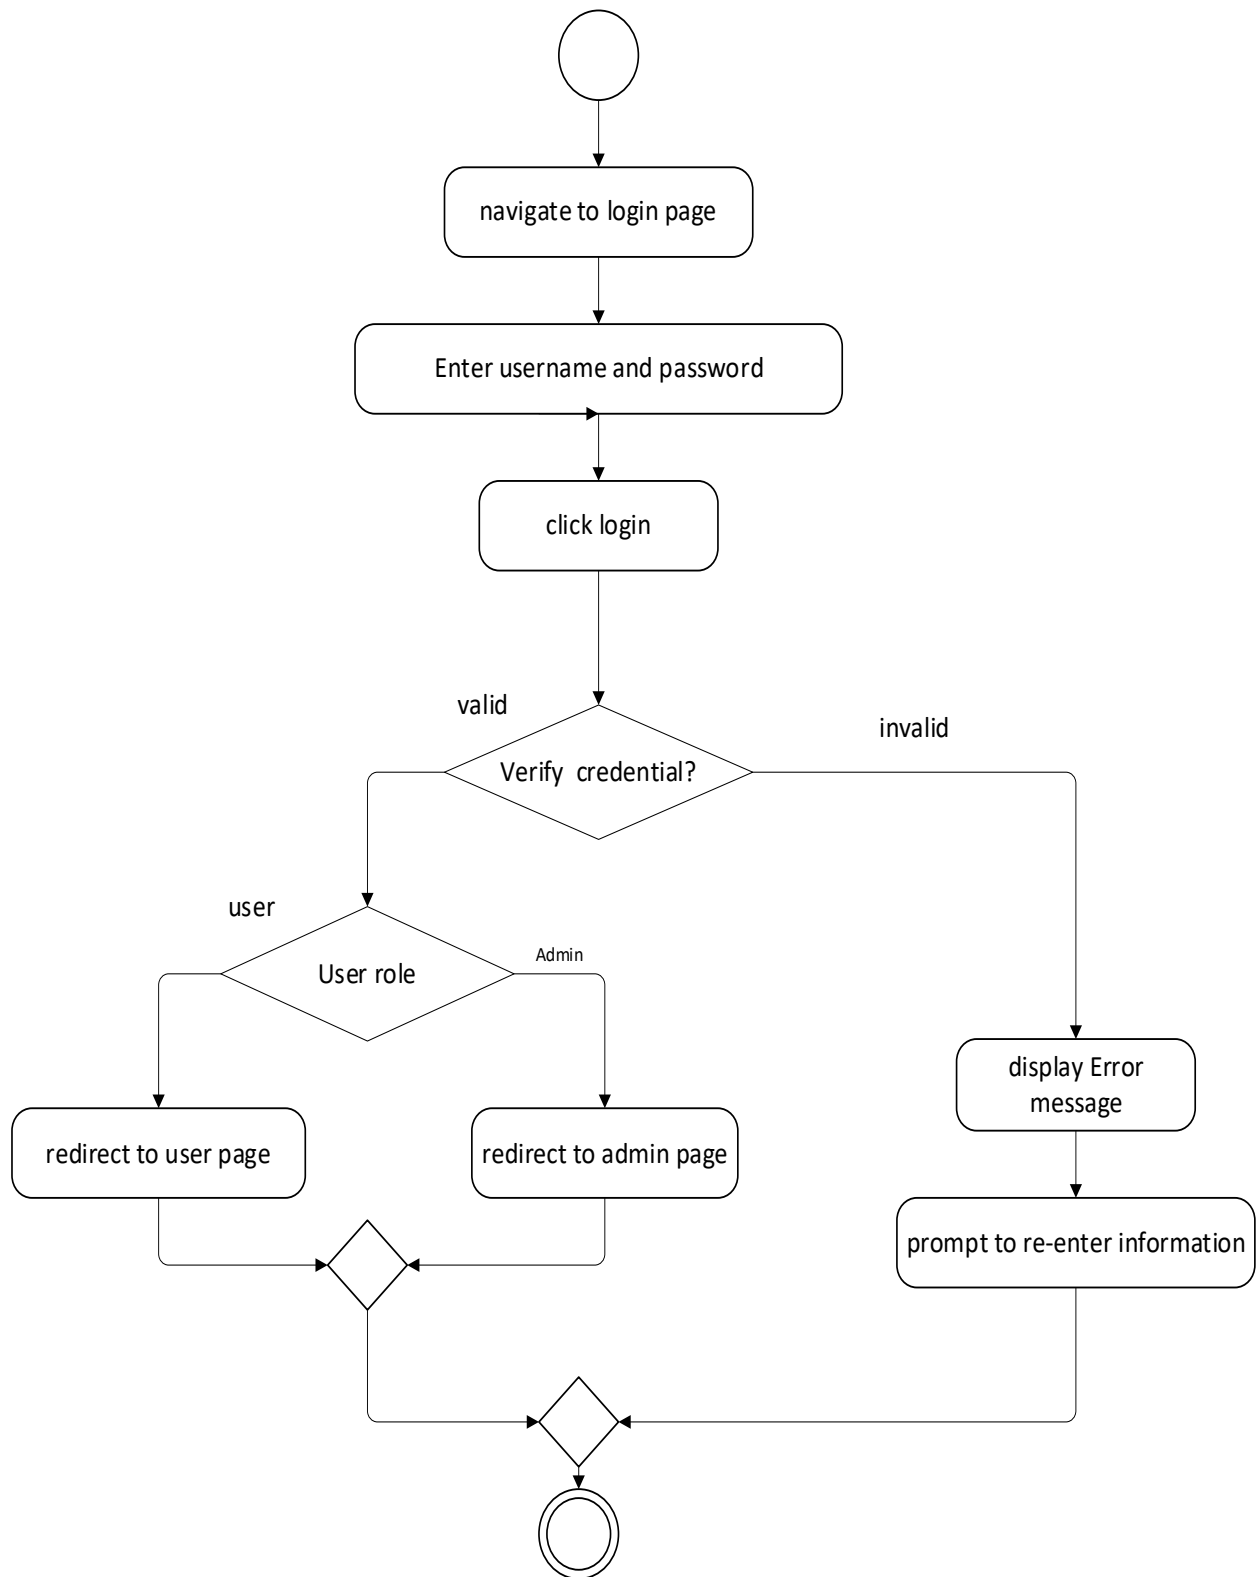 navigate to login page
Enter username and password
click login
valid
invalid
Verify  credential?
user
Admin
User role
display Error
message
redirect to user page
redirect to admin page
prompt to re-enter information